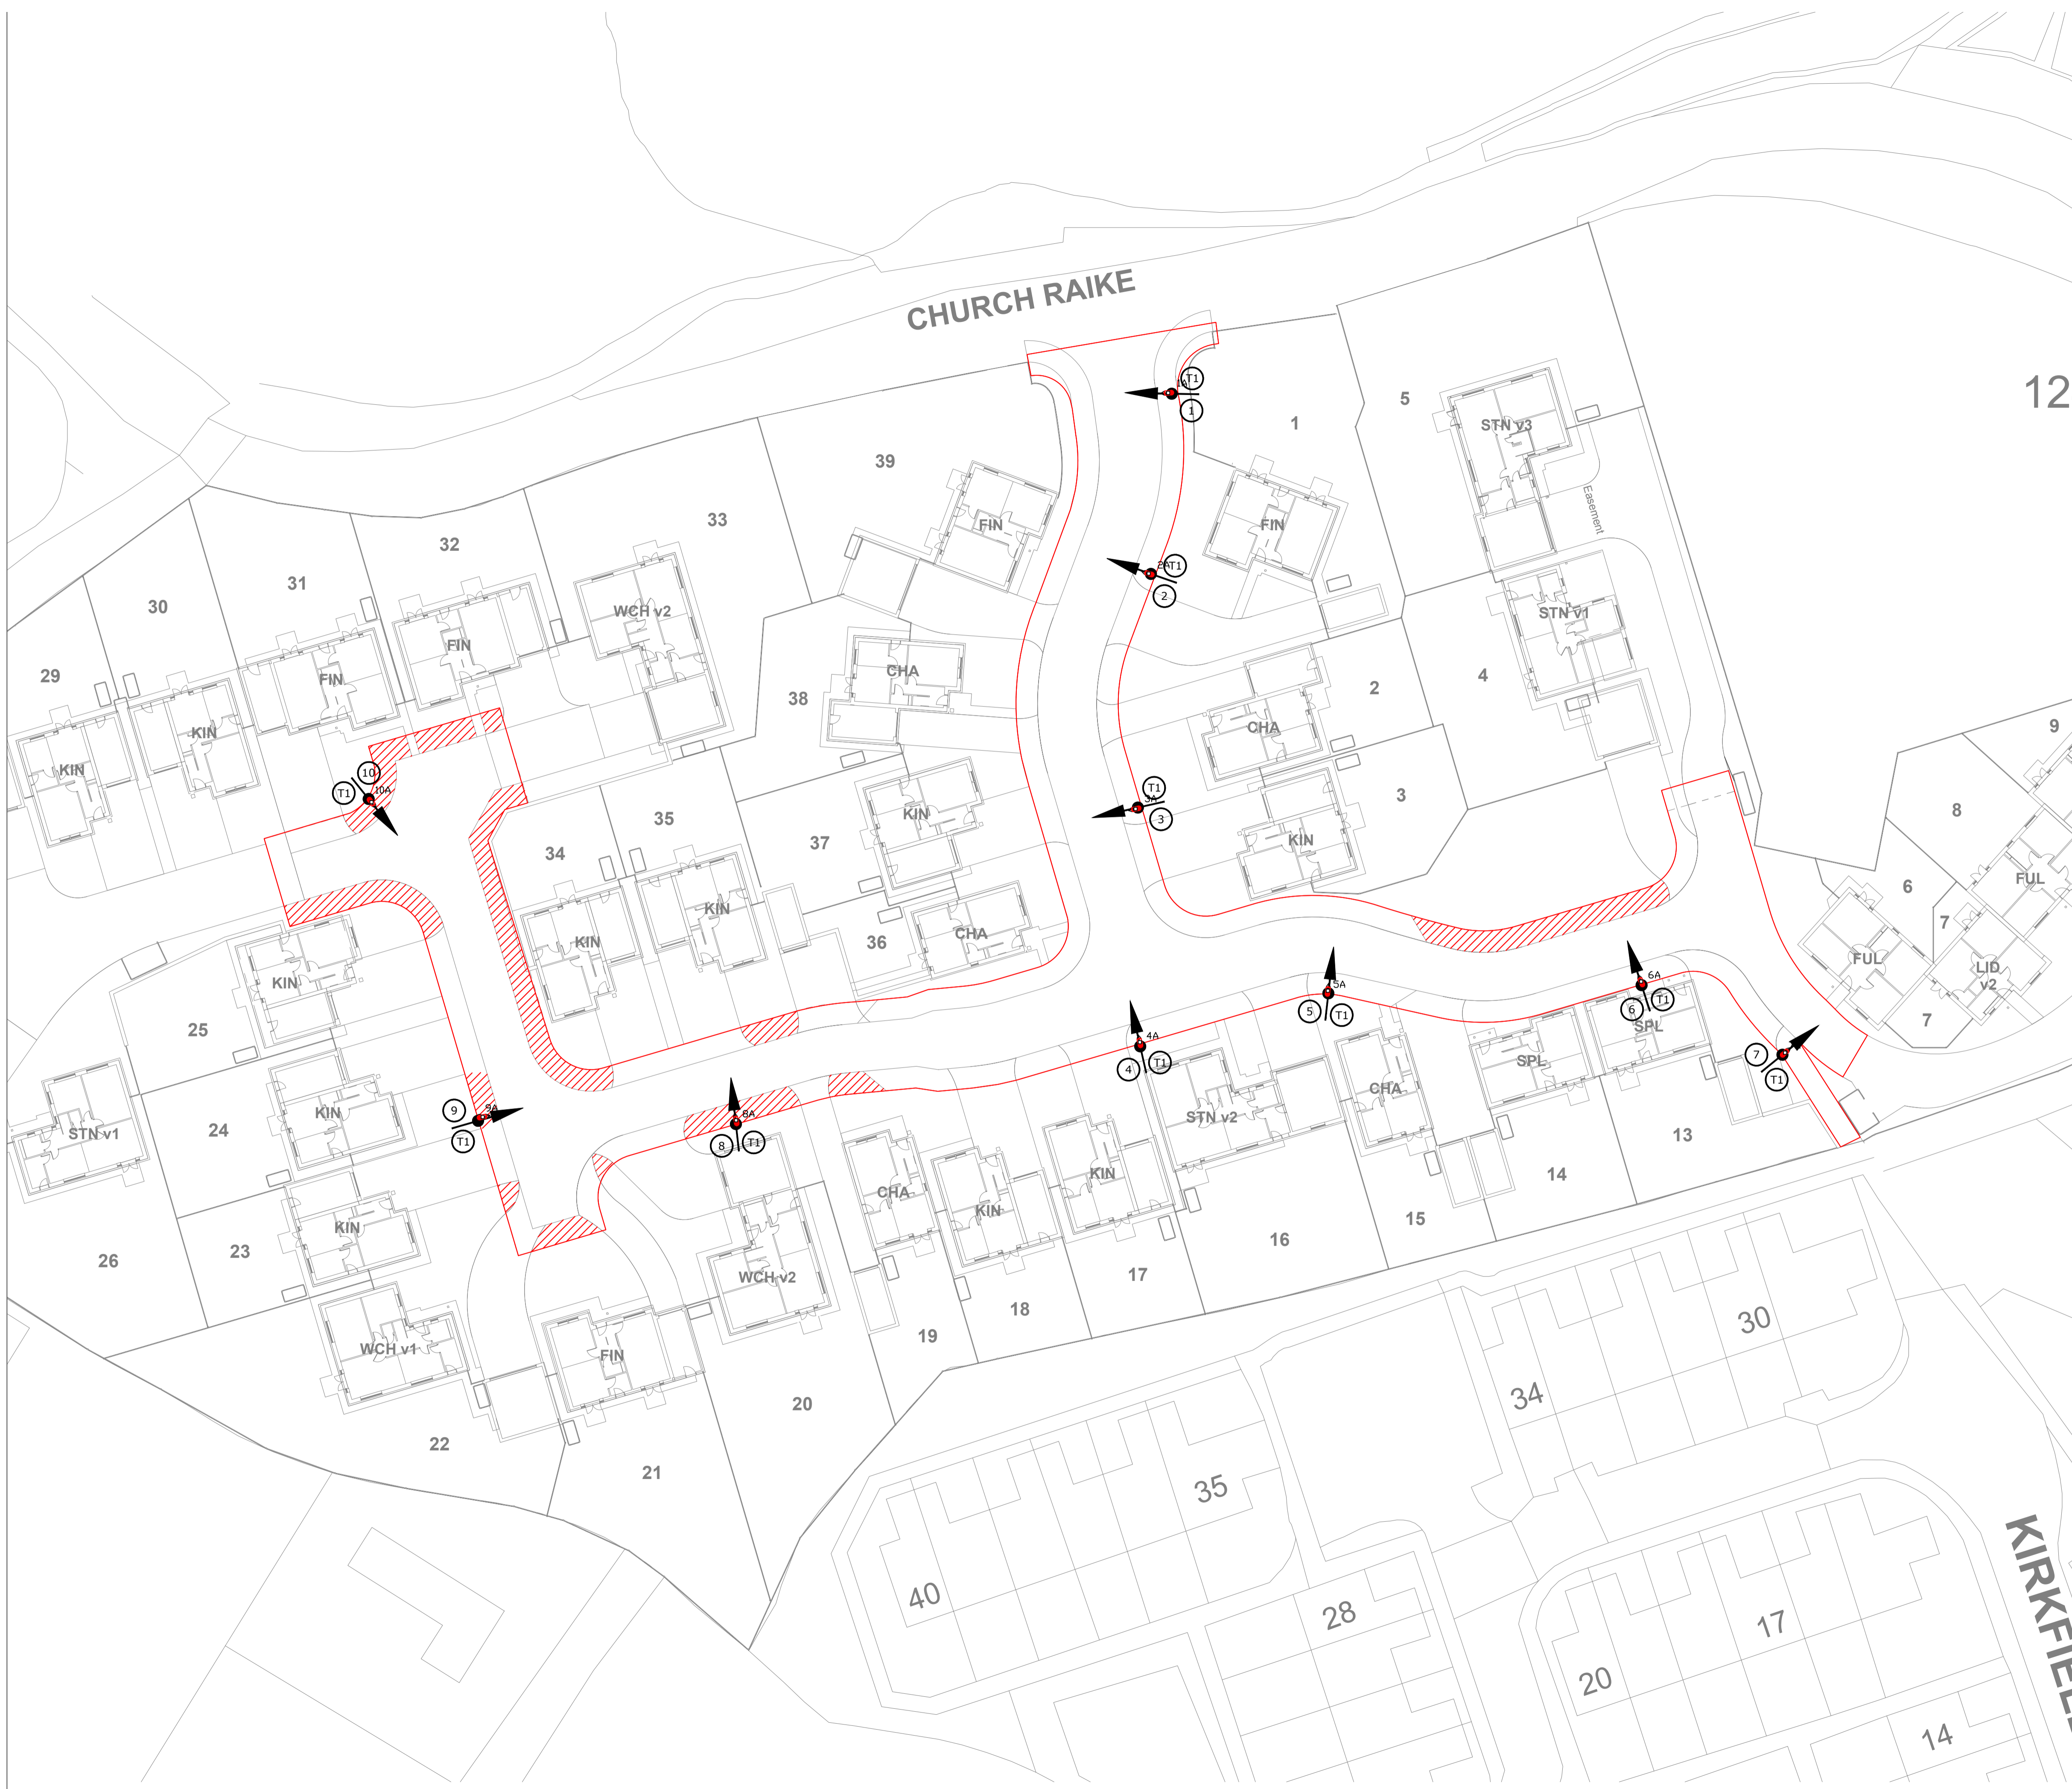 CHURCH RAIKE
12
T1
1A
1
1
5
STN v3
Easement
39
FIN
FIN
33
32
31
30
29
WCH v2
FIN
FIN
KIN
KIN
2A
T1
2
STN v1
CHA
38
4
2
CHA
T1
3A
3
3
KIN
9
8
6
7
FUL
FUL
LID
v2
7
10
T1
10A
35
34
37
KIN
36
CHA
KIN
KIN
KIN
25
5A
5
T1
6A
6
T1
SPL
SPL
7
T1
4A
4
T1
STN v2
CHA
STN v1
24
KIN
9
9A
T1
8A
8
T1
CHA
KIN
KIN
13
14
15
16
17
18
19
26
23
KIN
WCH v1
WCH v2
FIN
20
21
22
30
34
35
40
28
17
20
14